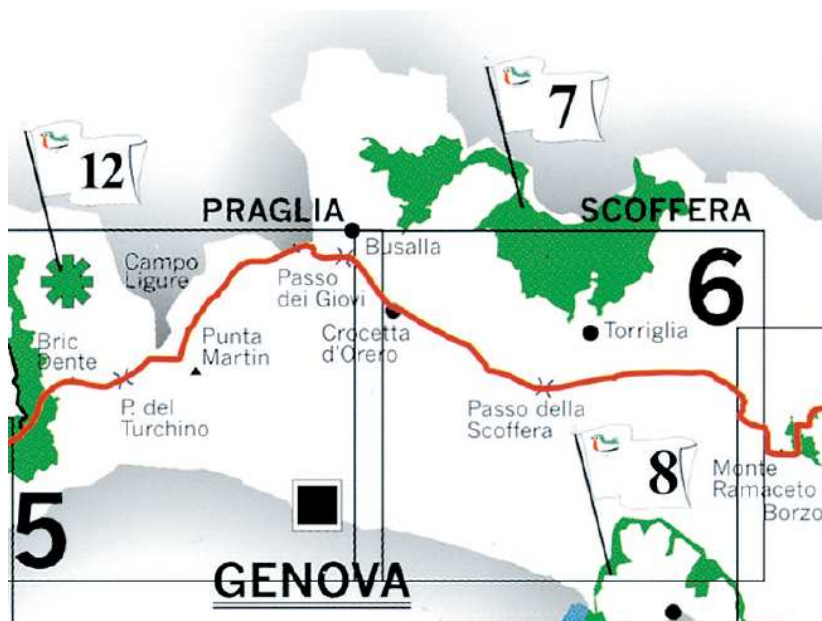 7
12
PRAGLIA
SCOFFERA
Busalla
Campo
Ligure
Passo
dei Giovi
6
Bric
Dente
Punta
Martin
Crocetta
d'Orero
Torriglia
P. del
Turchino
Passo della
Scoffera
8
Monte
Ramaceto
Borzo
5
GENOVA